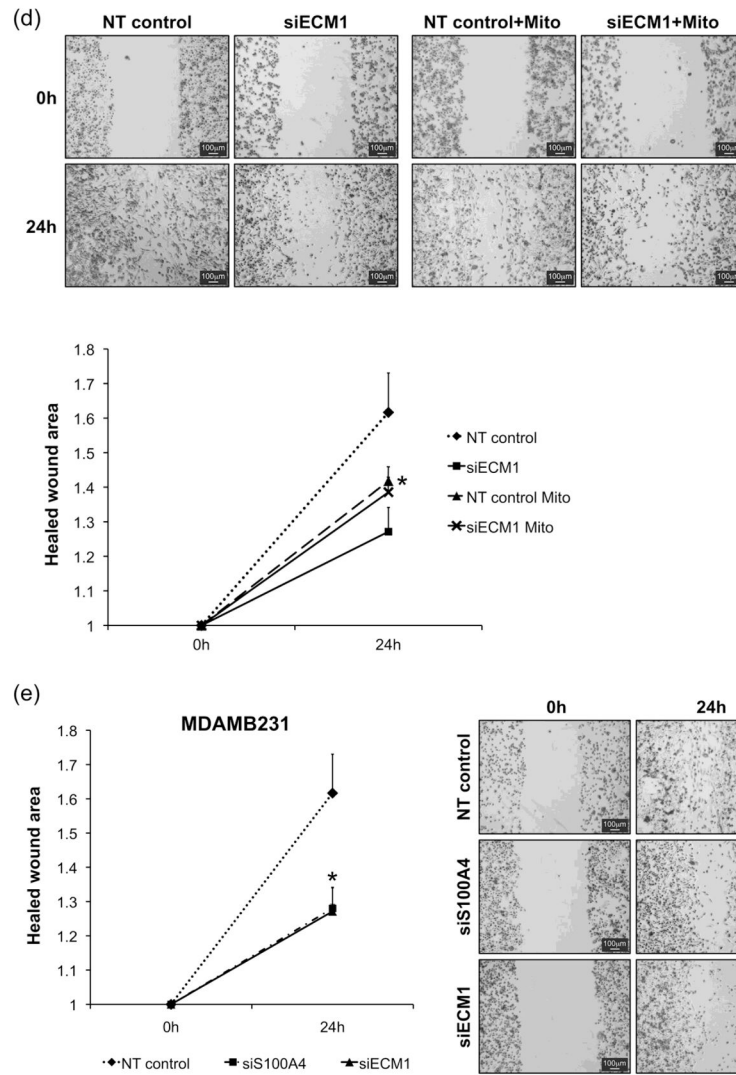 (d)
NT control siECM1 NT control+Mito siECM1+Mito
0h
100μm 100μm 100μm 100μm
24h
100μm 100μm 100μm 100μm
Healed wound area
1.8
1.7
1.6
1.5
1.4
1.3
1.2
1.1
1
*
0h 24h
NT control
siECM1
NT control Mito
siECM1 Mito
(e)
MDAMB231
Healed wound area
1.8
1.7
1.6
1.5
1.4
1.3
1.2
1.1
1
*
0h 24h
NT control siS100A4 siECM1
0h 24h
NT control
100μm 100μm
siS100A4
100μm 100μm
siECM1
100μm 100μm